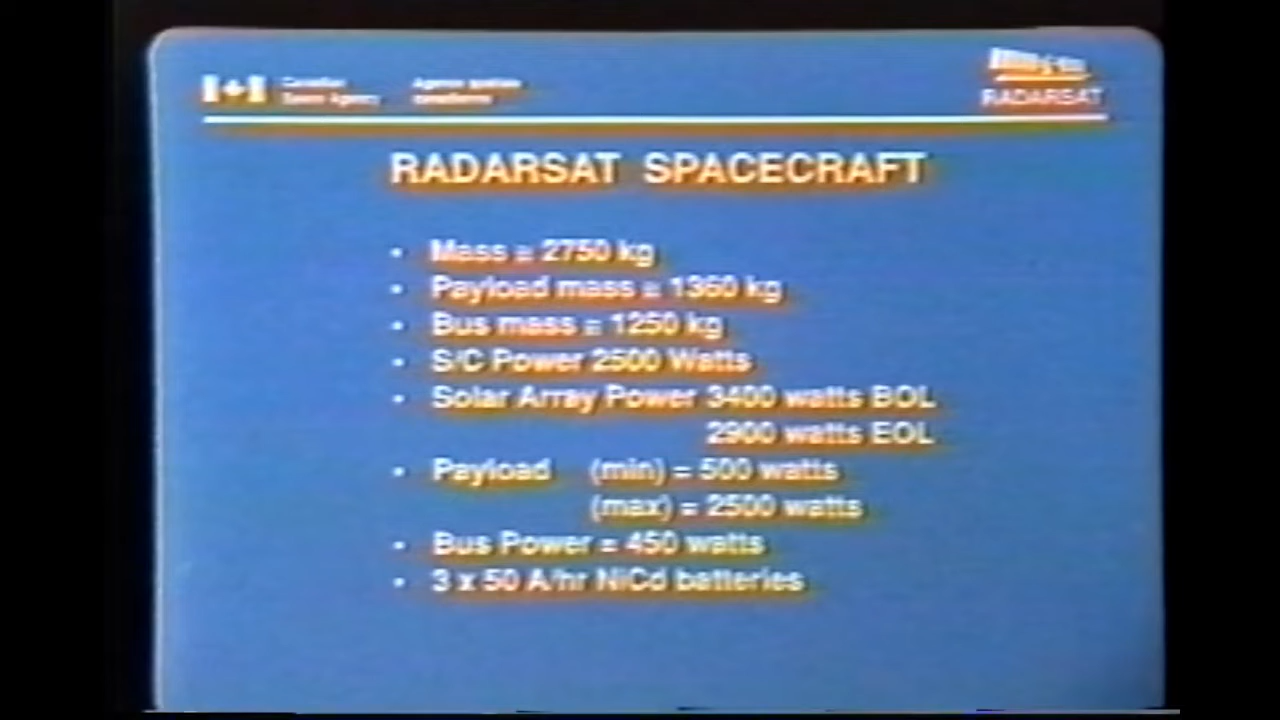 Canadian Agence spatiale
Space Agency canadienne
RADARSAT
RADARSAT SPACECRAFT
• Mass ≅ 2750 kg
• Payload mass ≅ 1360 kg
• Bus mass ≅ 1250 kg
• S/C Power 2500 Watts
• Solar Array Power 3400 watts BOL
2900 watts EOL
• Payload (min) = 500 watts
(max) = 2500 watts
• Bus Power = 450 watts
• 3 x 50 A/hr NiCd batteries